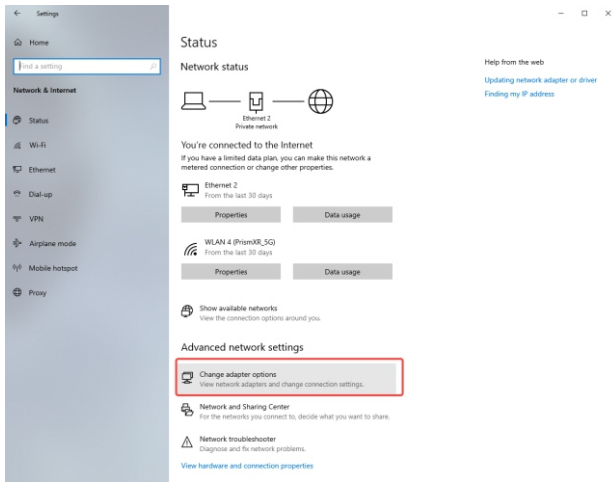 Settings
Home
Find a setting
Network & Internet
Status
Wi-Fi
Ethernet
Dial-up
VPN
Airplane mode
Mobile hotspot
Proxy
Status
Network status
Ethernet 2
Private network
You're connected to the Internet
If you have a limited data plan, you can make this network a
metered connection or change other properties.
Ethernet 2
From the last 30 days
Properties
Data usage
WLAN 4 (PrismXR_5G)
From the last 30 days
Properties
Data usage
Show available networks
View the connection options around you.
Advanced network settings
Change adapter options
View network adapters and change connection settings.
Network and Sharing Center
For the networks you connect to, decide what you want to share.
Network troubleshooter
Diagnose and fix network problems.
View hardware and connection properties
Help from the web
Updating network adapter or driver
Finding my IP address